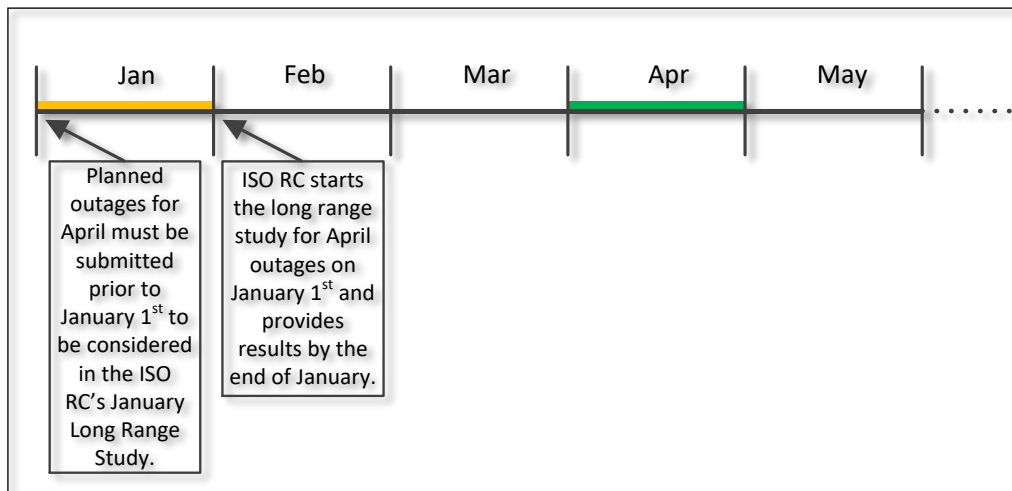 Jan Feb Mar Apr May
Planned
outages for
April must be
submitted
prior to
January 1st to
be considered
in the ISO
RC's January
Long Range
Study.
ISO RC starts
the long range
study for April
outages on
January 1st and
provides
results by the
end of January.